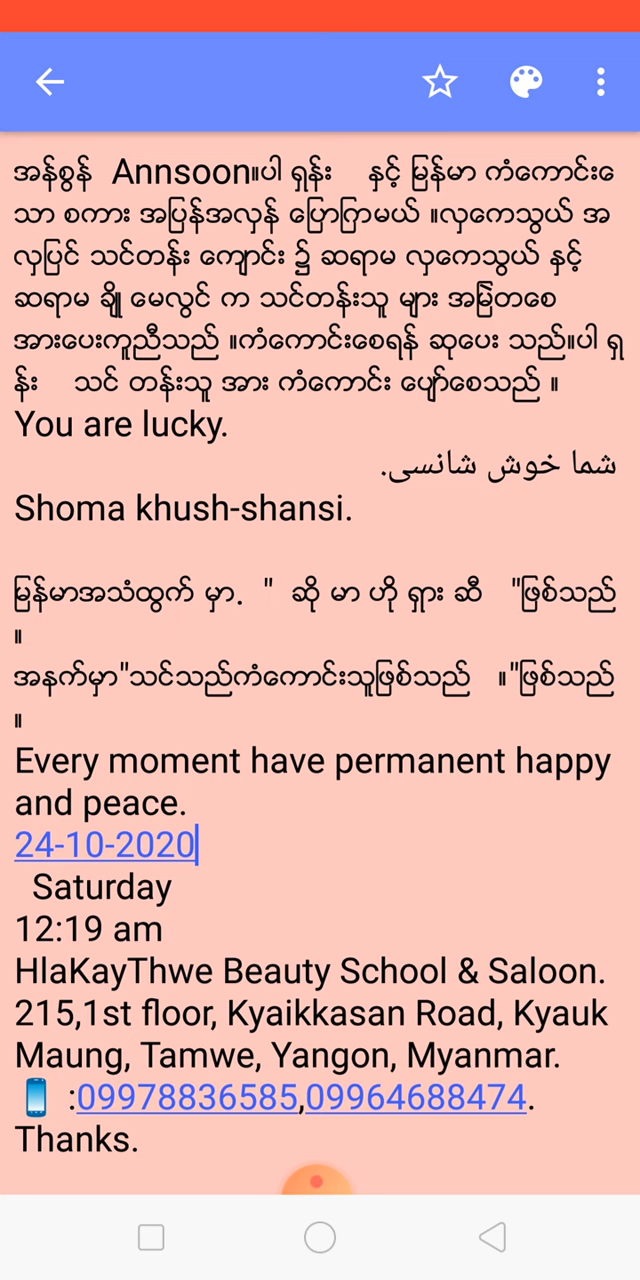 အန်စွန်  Annsoon။ပါ ရှန်း    နှင့် မြန်မာ ကံကောင်းေ
သာ စကား အပြန်အလှန် ပြောကြာမယ် ။လှကေသွယ် အ
လှပြင် သင်တန်း ကျောင်း ၌ ဆရာမ လှကေသွယ် နှင့်
ဆရာမ ချို မေလွင် က သင်တန်းသူ များ အမြဲတစေ
အားပေးကူညီသည် ။ကံကောင်းစေရန် ဆုပေး သည်။ပါ ရှ
န်း    သင် တန်းသူ အား ကံကောင်း ပျော်စေသည် ။
You are lucky.
شما خوش شانسی.
Shoma khush-shansi.
မြန်မာအသံထွက် မှာ.  "  ဆို မာ ဟို ရှား ဆီ   "ဖြစ်သည်
။
အနက်မှာ"သင်သည်ကံကောင်းသူဖြစ်သည်   ။"ဖြစ်သည်
။
Every moment have permanent happy
and peace.
24-10-2020
Saturday
12:19 am
HlaKayThwe Beauty School & Saloon.
215,1st floor, Kyaikkasan Road, Kyauk
Maung, Tamwe, Yangon, Myanmar.
:09978836585,09964688474.
Thanks.